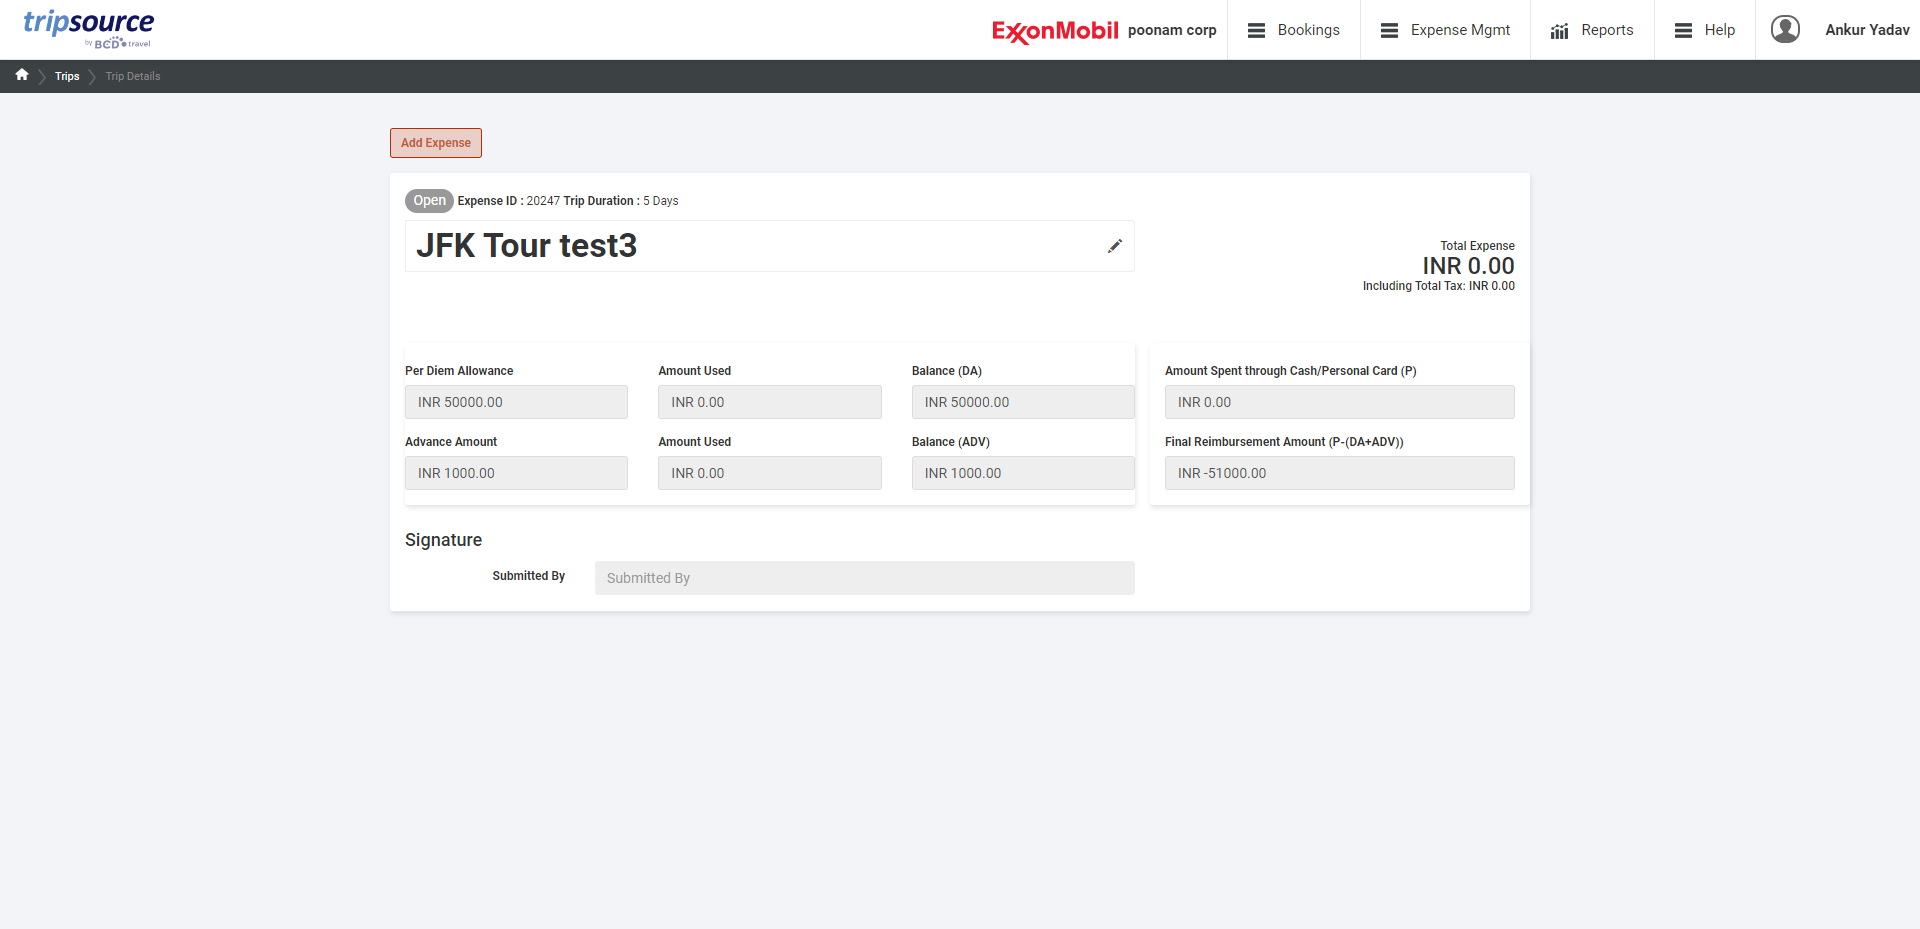 tripsource
by BCD travel
ExxonMobil poonam corp
Bookings
Expense Mgmt
Reports
Help
Ankur Yadav
Trips
Trip Details
Add Expense
Open Expense ID : 20247 Trip Duration : 5 Days
JFK Tour test3
Total Expense
INR 0.00
Including Total Tax: INR 0.00
Per Diem Allowance
INR 50000.00
Amount Used
INR 0.00
Balance (DA)
INR 50000.00
Advance Amount
INR 1000.00
Amount Used
INR 0.00
Balance (ADV)
INR 1000.00
Amount Spent through Cash/Personal Card (P)
INR 0.00
Final Reimbursement Amount (P-(DA+ADV))
INR -51000.00
Signature
Submitted By
Submitted By